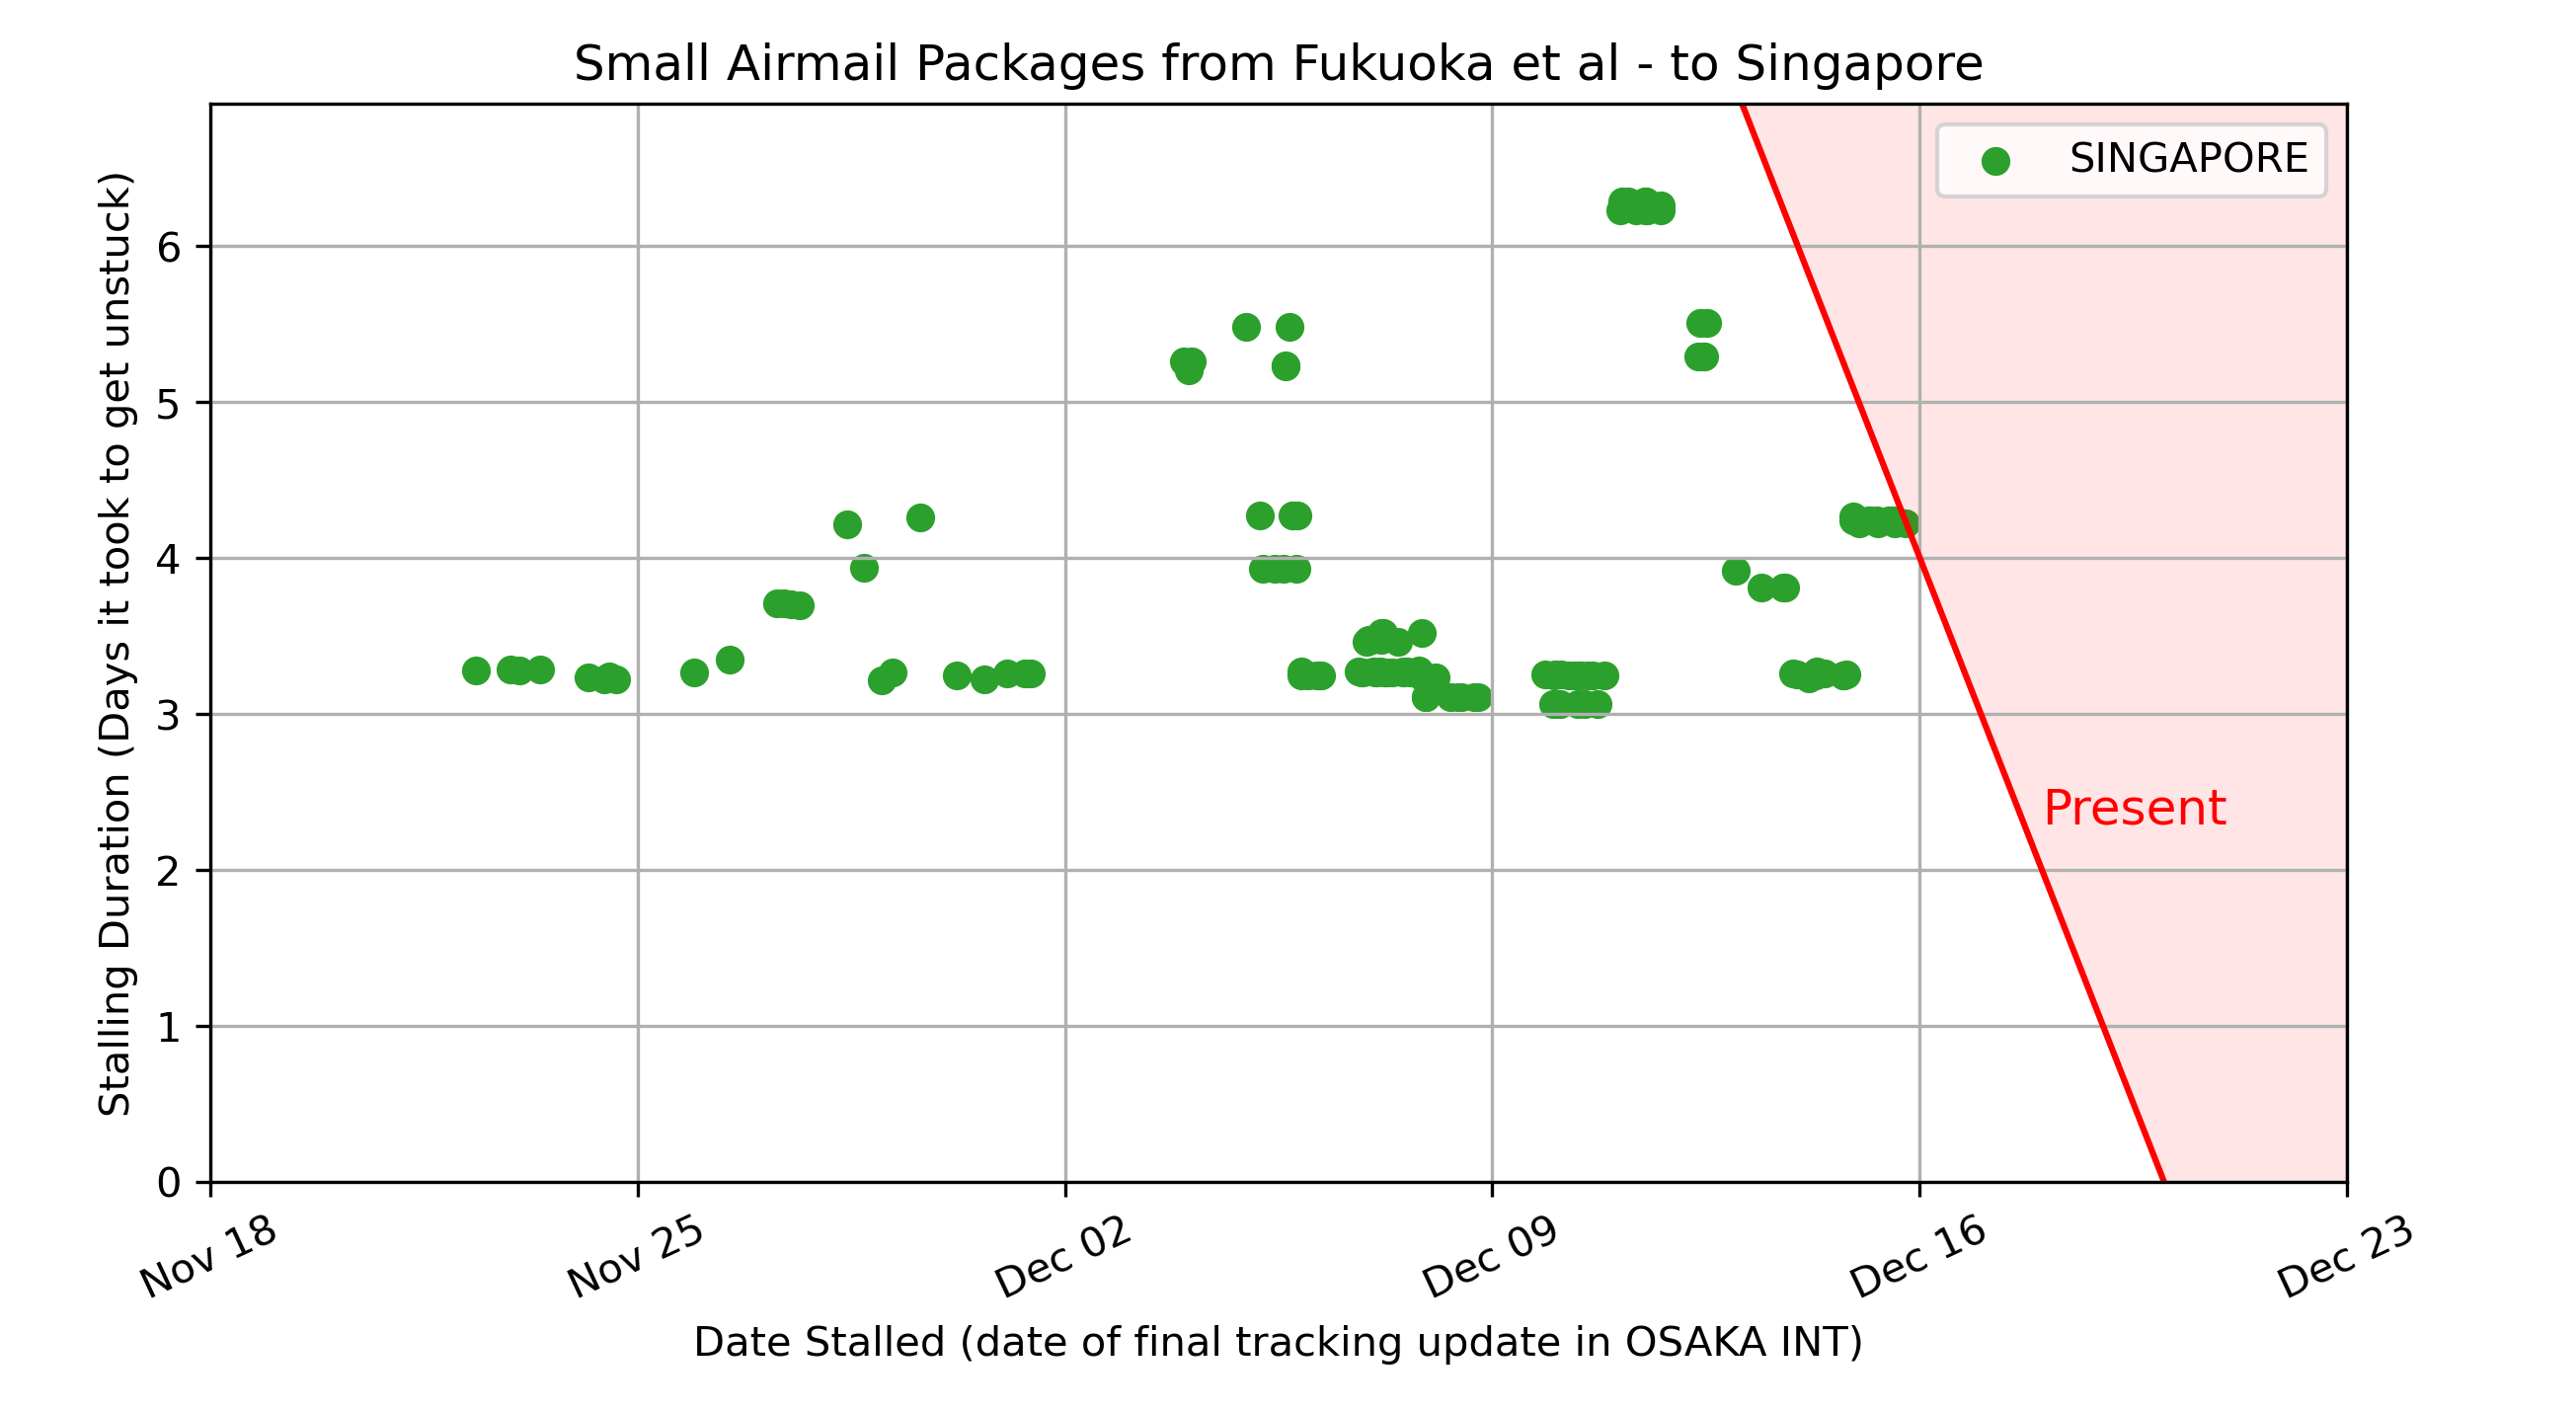 Small Airmail Packages from Fukuoka et al - to Singapore
SINGAPORE
Stalling Duration (Days it took to get unstuck)
6
5
4
3
2
1
0
Present
Nov 18
Nov 25
Dec 02
Dec 09
Dec 16
Dec 23
Date Stalled (date of final tracking update in OSAKA INT)